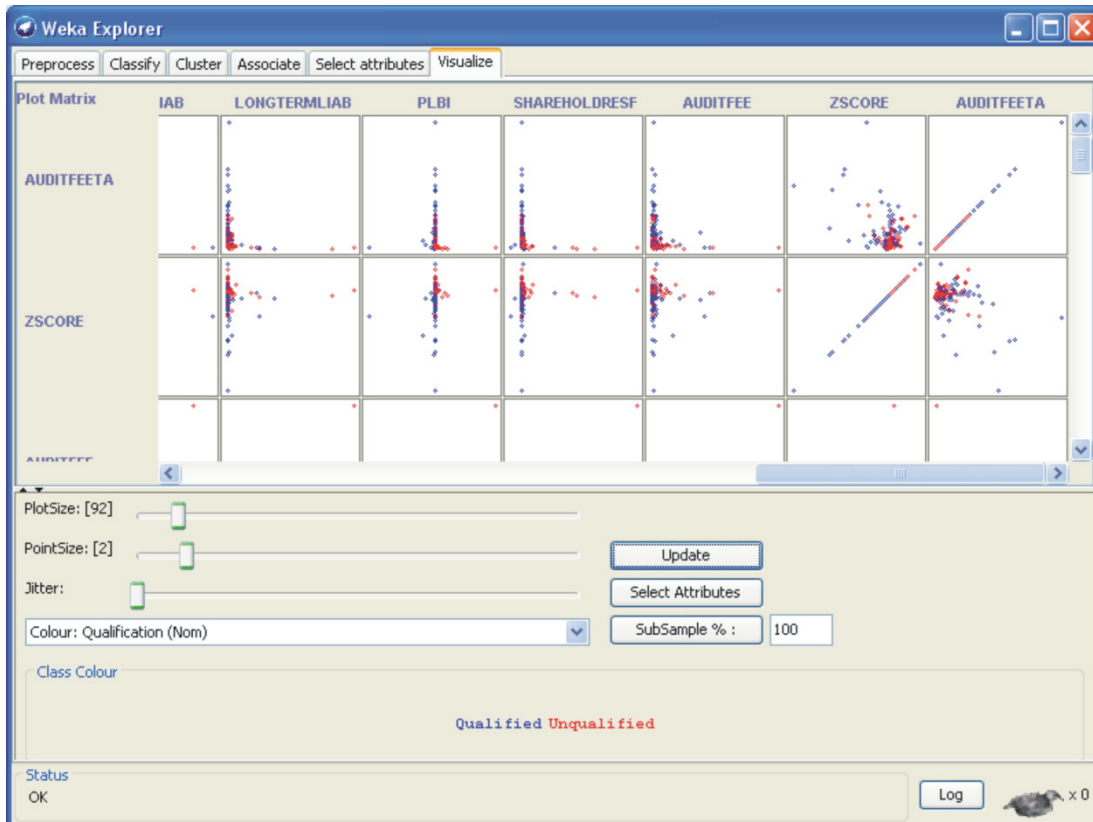 Weka Explorer
Preprocess Classify Cluster Associate Select attributes Visualize
Plot Matrix IAB LONGTERMLIAB PLBI SHAREHOLDRESF AUDITFEE ZSCORE AUDITFEETA
AUDITFEETA
ZSCORE
AUDITFEE
PlotSize: [92]
PointSize: [2]
Update
Jitter:
Select Attributes
Colour: Qualification (Nom)
SubSample % :
100
Class Colour
Qualified Unqualified
Status
OK
Log
x 0